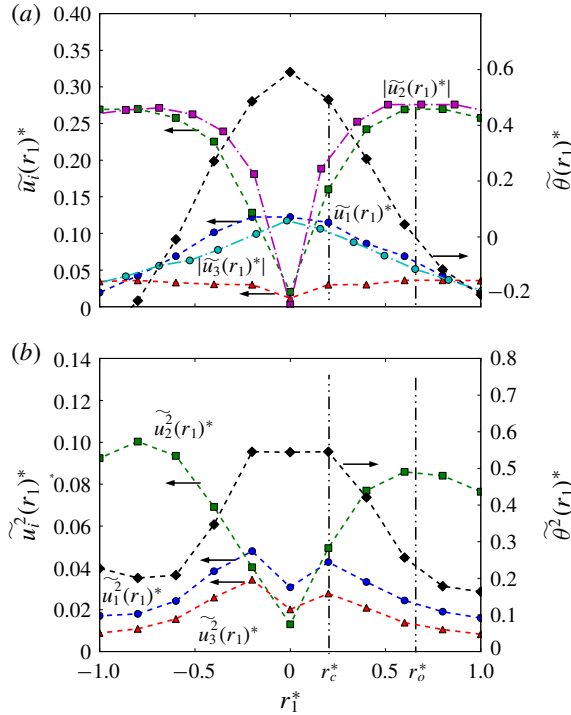 (a)
0.40
0.35
0.30
0.25
0.20
0.15
0.10
0.05
0
0.6
0.4
0.2
0
−0.2
ũ_i(r_1)*
θ̃(r_1)*
|ũ_2(r_1)*|
ũ_1(r_1)*
|ũ_3(r_1)*|
(b)
0.14
0.12
0.10
0.08
0.06
0.04
0.02
0
0.8
0.7
0.6
0.5
0.4
0.3
0.2
0.1
0
ũ_i^2(r_1)*
θ̃^2(r_1)*
ũ_2^2(r_1)*
ũ_1^2(r_1)*
ũ_3^2(r_1)*
−1.0
−0.5
0
r_c*
0.5
r_o*
1.0
r_1*